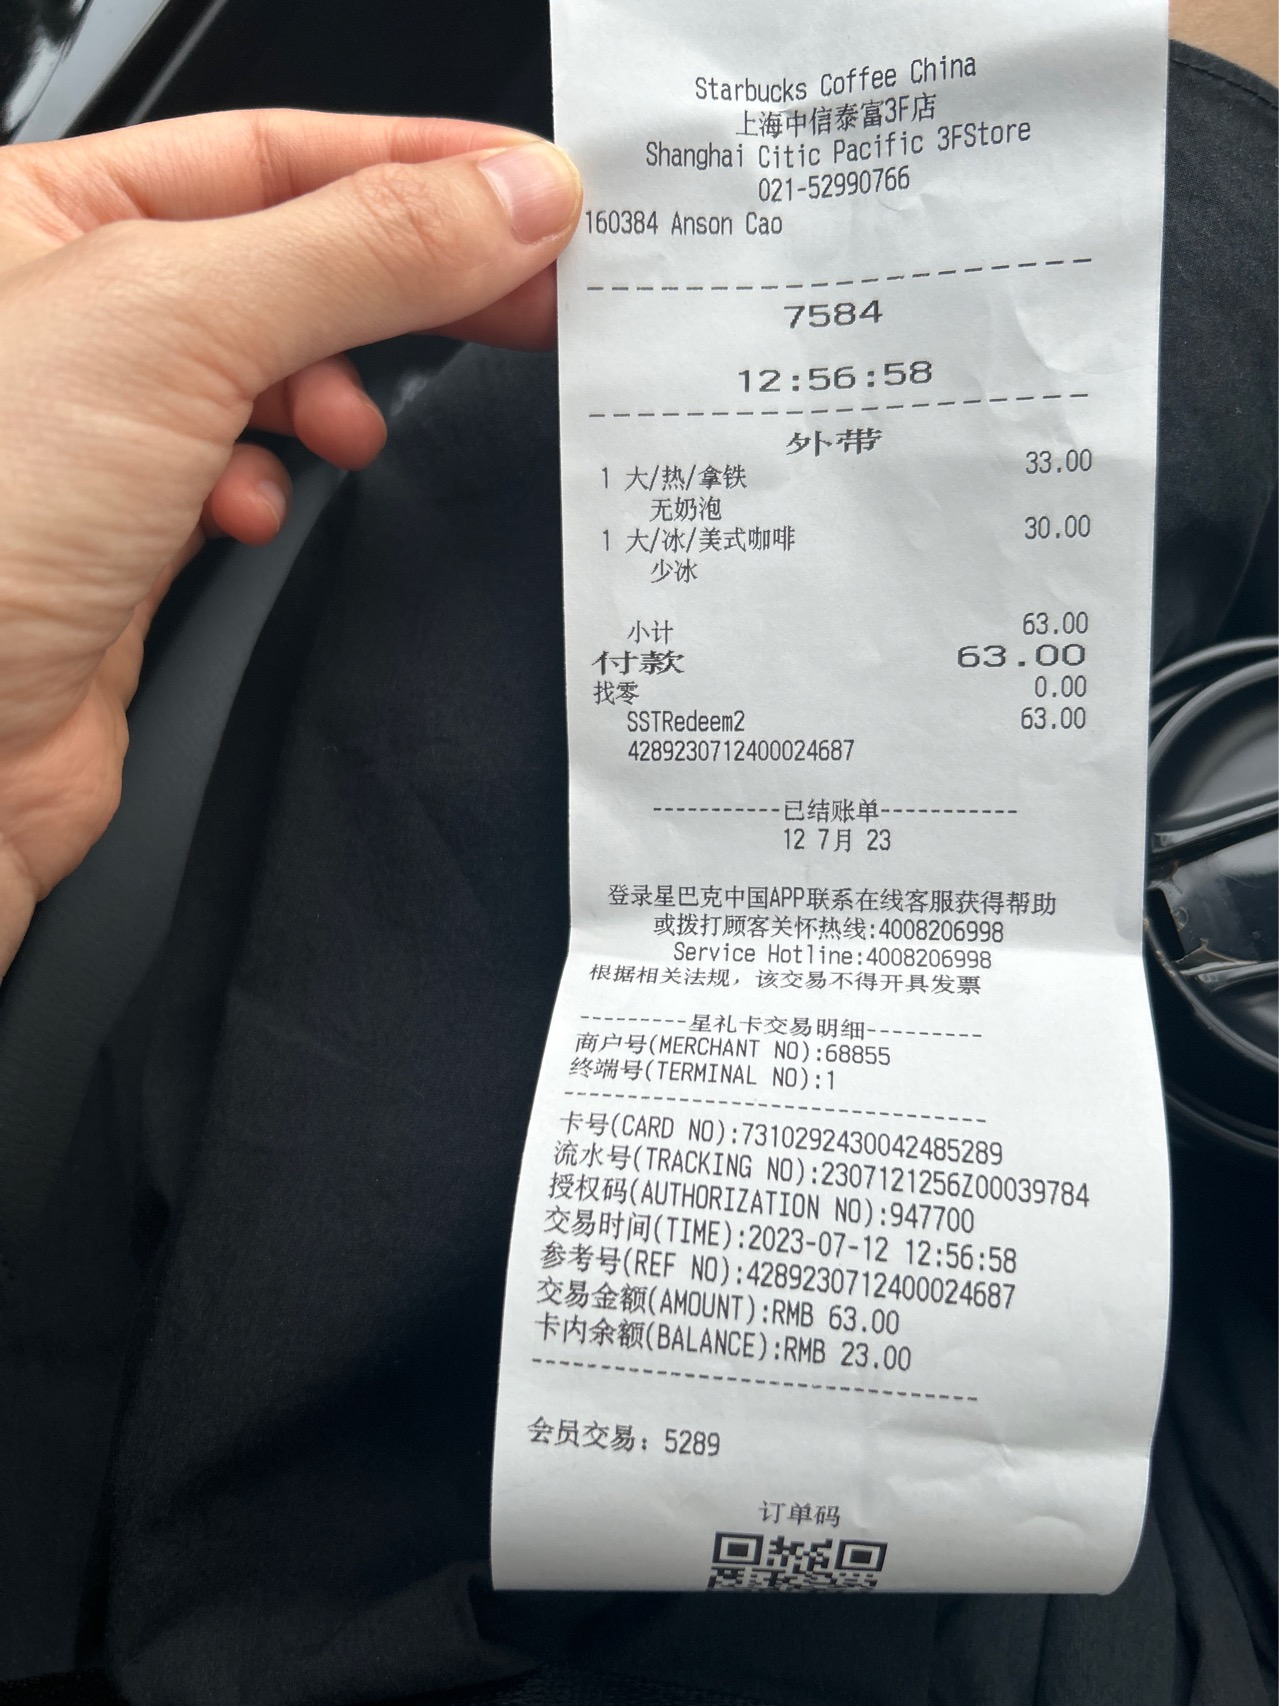 Starbucks Coffee China
上海中信泰富3F店
Shanghai Citic Pacific 3FStore
021-52990766
160384 Anson Cao
--------------------
7584
12:56:58
--------------------
外带
1 大/热/拿铁 33.00
无奶泡
1 大/冰/美式咖啡 30.00
少冰
小计 63.00
付款 63.00
找零 0.00
SSTRedeem2 63.00
4289230712400024687
-----------已结账单------------
12 7月 23
登录星巴克中国APP联系在线客服获得帮助
或拨打顾客关怀热线:4008206998
Service Hotline:4008206998
根据相关法规，该交易不得开具发票
---------星礼卡交易明细----------
商户号(MERCHANT NO):68855
终端号(TERMINAL NO):1
-------------------------------
卡号(CARD NO):7310292430042485289
流水号(TRACKING NO):2307121256Z00039784
授权码(AUTHORIZATION NO):947700
交易时间(TIME):2023-07-12 12:56:58
参考号(REF NO):4289230712400024687
交易金额(AMOUNT):RMB 63.00
卡内余额(BALANCE):RMB 23.00
---------------------------------
会员交易：5289
订单码